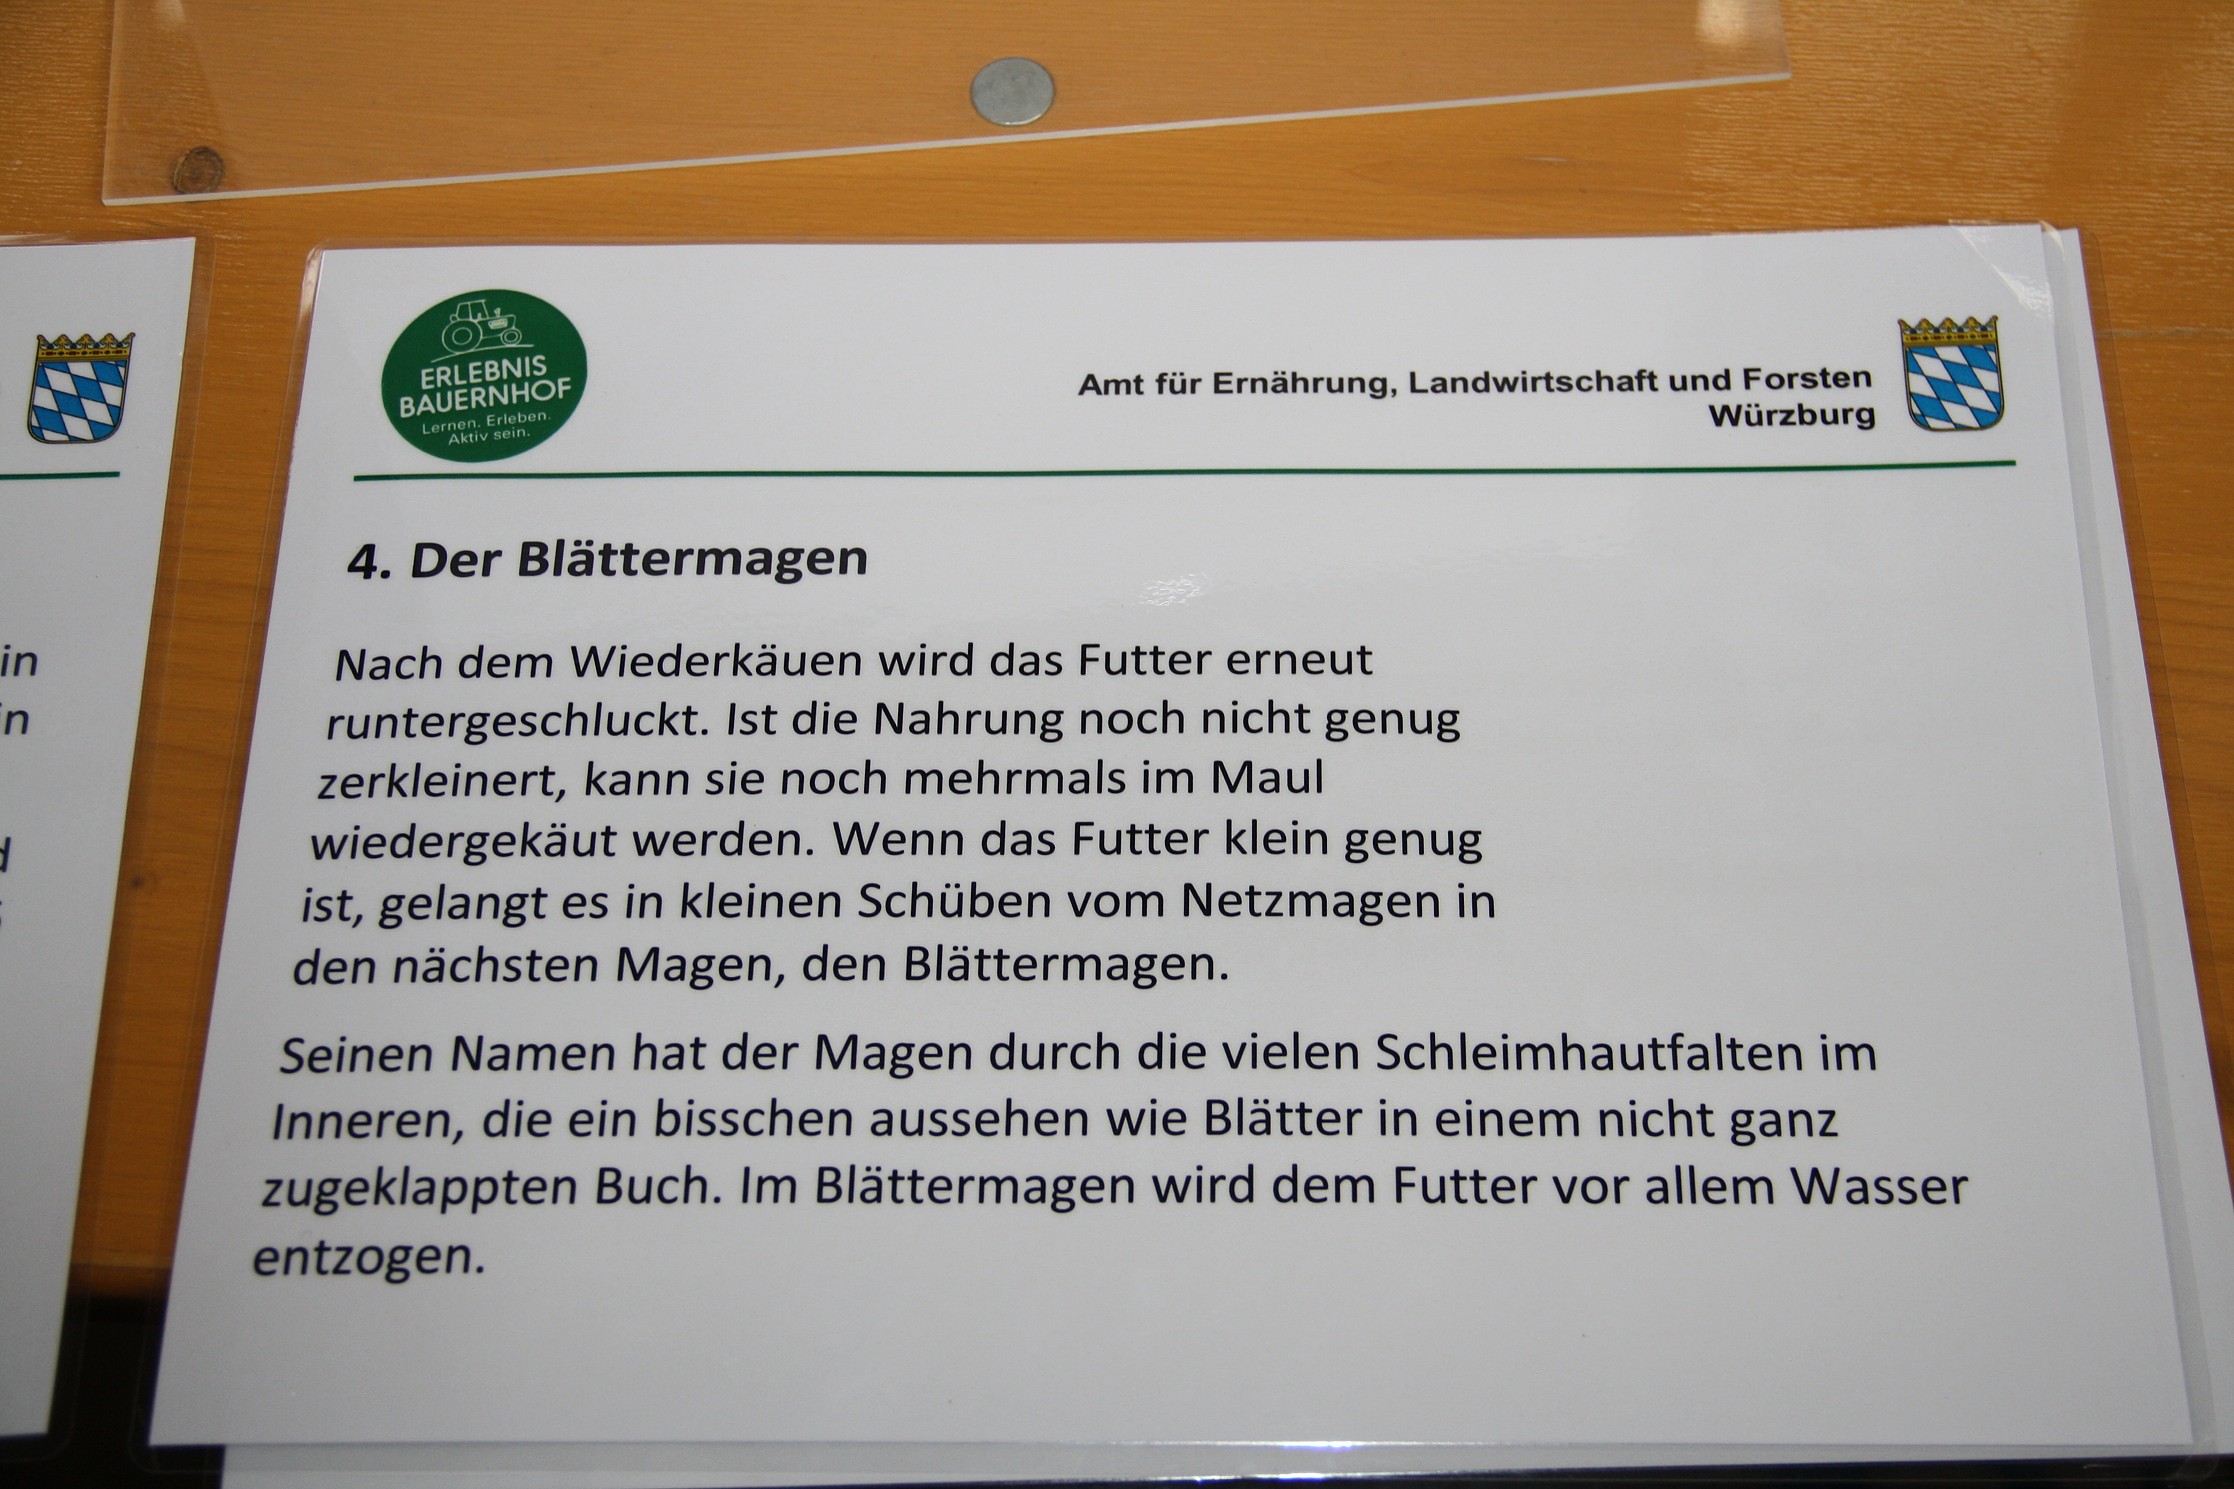 ERLEBNIS
BAUERNHOF
Lernen. Erleben.
Aktiv sein.
Amt für Ernährung, Landwirtschaft und Forsten
Würzburg
4. Der Blättermagen
Nach dem Wiederkäuen wird das Futter erneut
runtergeschluckt. Ist die Nahrung noch nicht genug
zerkleinert, kann sie noch mehrmals im Maul
wiedergekäut werden. Wenn das Futter klein genug
ist, gelangt es in kleinen Schüben vom Netzmagen in
den nächsten Magen, den Blättermagen.
Seinen Namen hat der Magen durch die vielen Schleimhautfalten im
Inneren, die ein bisschen aussehen wie Blätter in einem nicht ganz
zugeklappten Buch. Im Blättermagen wird dem Futter vor allem Wasser
entzogen.